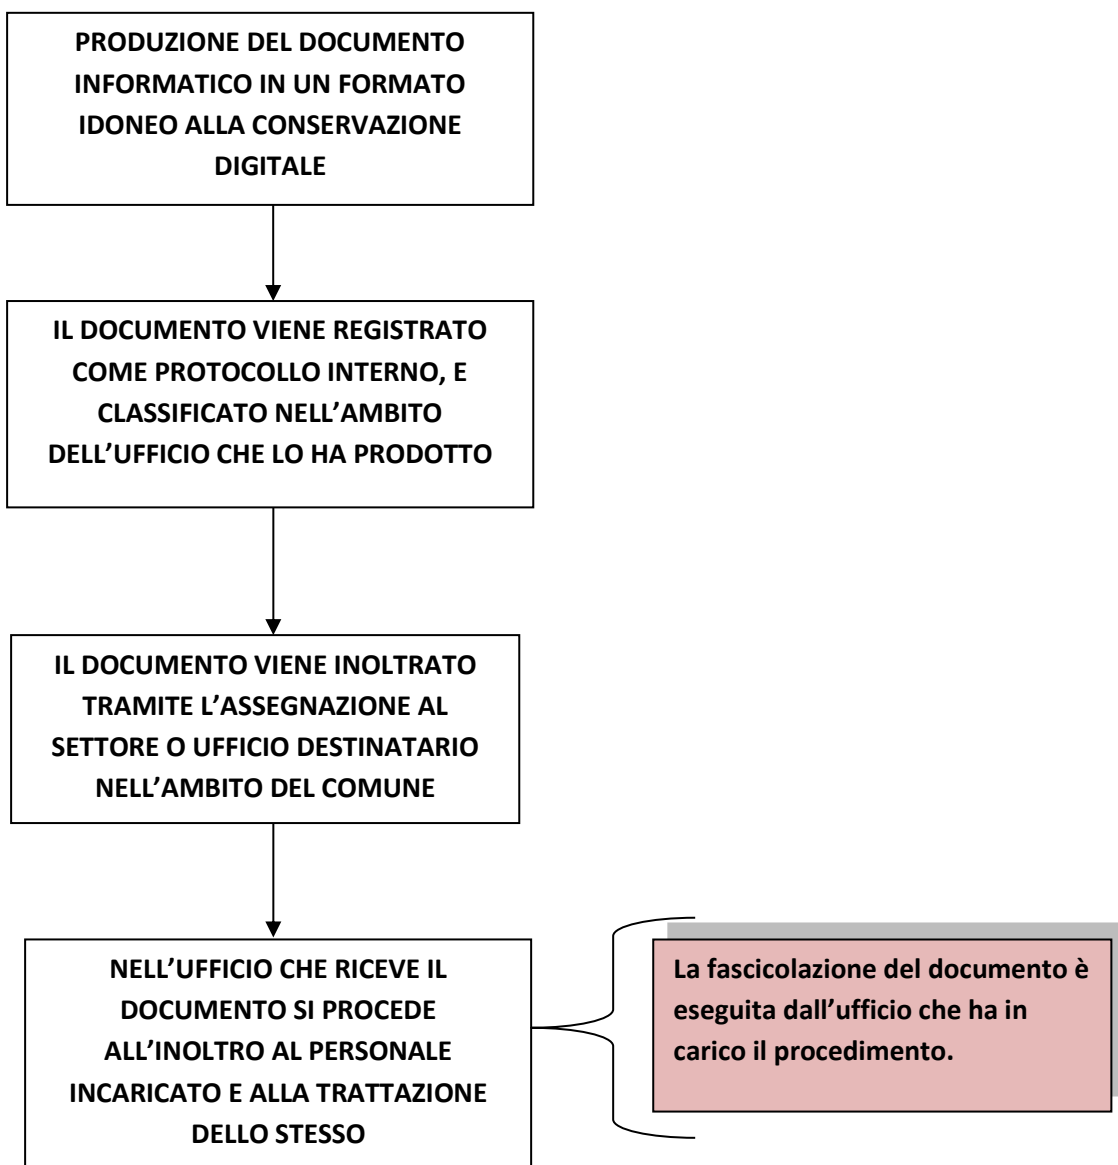 PRODUZIONE DEL DOCUMENTO
INFORMATICO IN UN FORMATO
IDONEO ALLA CONSERVAZIONE
DIGITALE
IL DOCUMENTO VIENE REGISTRATO
COME PROTOCOLLO INTERNO, E
CLASSIFICATO NELL’AMBITO
DELL’UFFICIO CHE LO HA PRODOTTO
IL DOCUMENTO VIENE INOLTRATO
TRAMITE L’ASSEGNAZIONE AL
SETTORE O UFFICIO DESTINATARIO
NELL’AMBITO DEL COMUNE
NELL’UFFICIO CHE RICEVE IL
DOCUMENTO SI PROCEDE
ALL’INOLTRO AL PERSONALE
INCARICATO E ALLA TRATTAZIONE
DELLO STESSO
La fascicolazione del documento è
eseguita dall’ufficio che ha in
carico il procedimento.